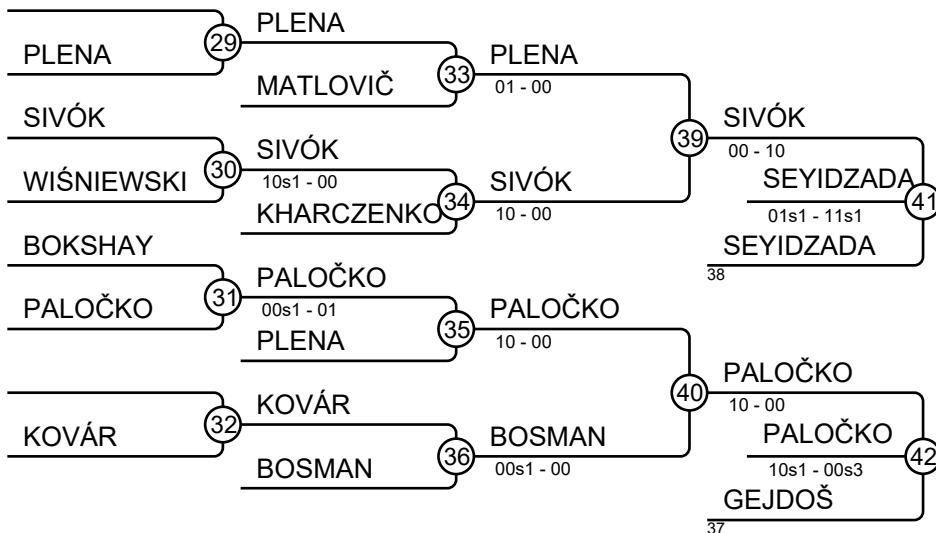 PLENA
29
PLENA
MATLOVIČ
33
PLENA
01 - 00
SIVÓK
WIŚNIEWSKI
30
SIVÓK
10s1 - 00
KHARCZENKO
34
SIVÓK
10 - 00
39
SIVÓK
00 - 10
SEYIDZADA
01s1 - 11s1
41
SEYIDZADA
38
BOKSHAY
PALOČKO
31
PALOČKO
00s1 - 01
PLENA
35
PALOČKO
10 - 00
KOVÁR
32
KOVÁR
BOSMAN
36
BOSMAN
00s1 - 00
40
PALOČKO
10 - 00
PALOČKO
10s1 - 00s3
42
GEJDOŠ
37